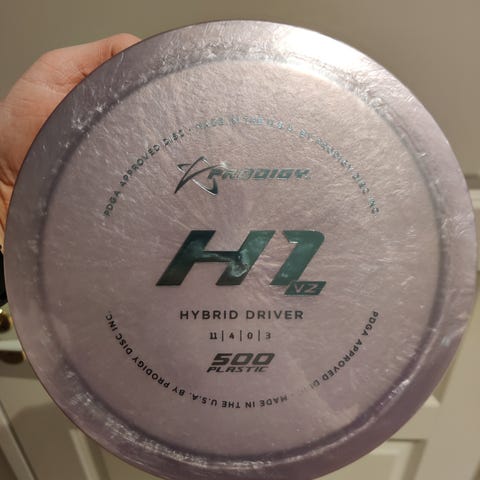 PDGA APPROVED DISC - MADE IN THE U.S.A. BY PRODIGY DISC INC.
PRODIGY
H1
V2
HYBRID DRIVER
11 | 4 | 0 | 3
500
PLASTIC
PDGA APPROVED DISC - MADE IN THE U.S.A. BY PRODIGY DISC INC.